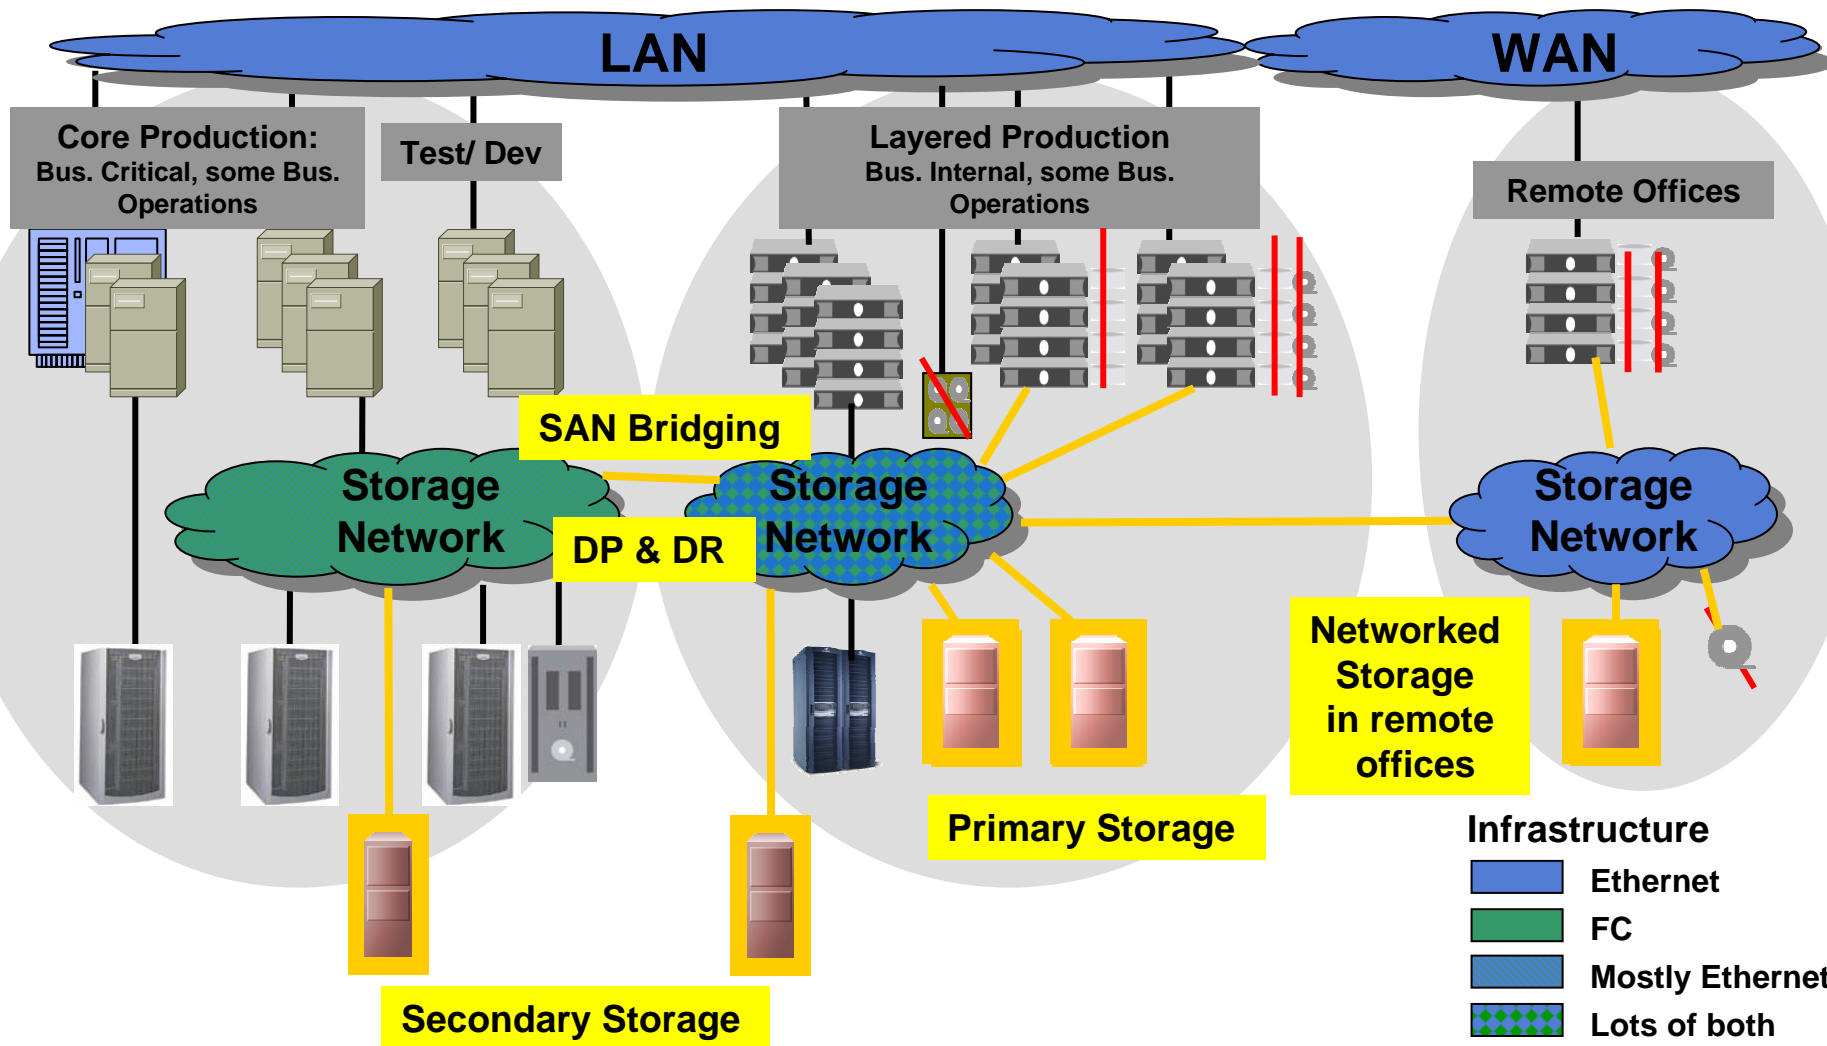 LAN
WAN
Core Production:
Bus. Critical, some Bus.
Operations
Test/ Dev
Layered Production
Bus. Internal, some Bus.
Operations
Remote Offices
SAN Bridging
Storage
Network
DP & DR
Storage
Network
Storage
Network
Networked
Storage
in remote
offices
Primary Storage
Secondary Storage
Infrastructure
Ethernet
FC
Mostly Ethernet
Lots of both